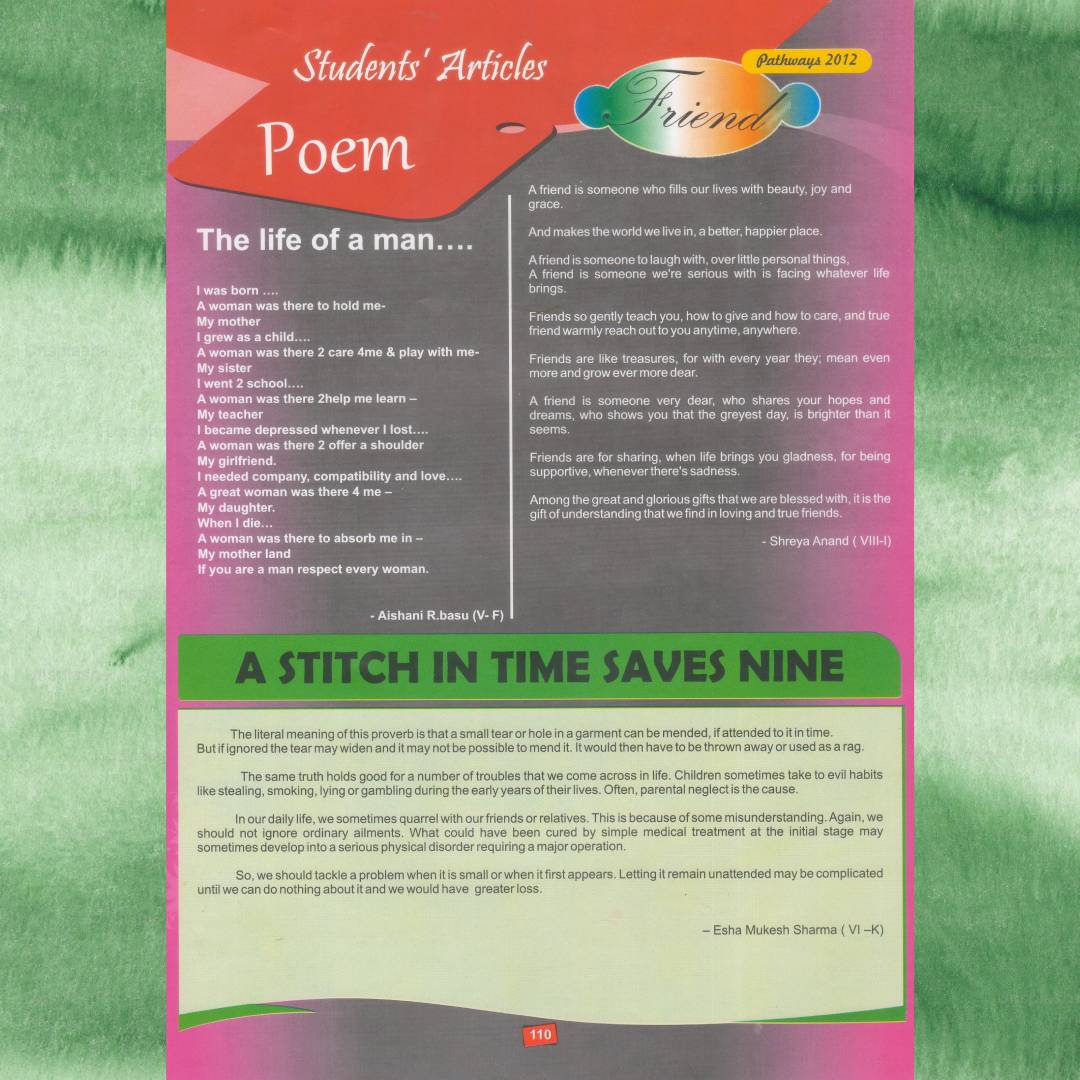 Students' Articles
Pathways 2012
Poem
Friend
The life of a man....
I was born ....
A woman was there to hold me-
My mother
I grew as a child....
A woman was there 2 care 4me & play with me-
My sister
I went 2 school....
A woman was there 2help me learn –
My teacher
I became depressed whenever I lost....
A woman was there 2 offer a shoulder
My girlfriend.
I needed company, compatibility and love....
A great woman was there 4 me –
My daughter.
When I die...
A woman was there to absorb me in –
My mother land
If you are a man respect every woman.
- Aishani R.basu (V- F)
A friend is someone who fills our lives with beauty, joy and
grace.
And makes the world we live in, a better, happier place.
A friend is someone to laugh with, over little personal things,
A friend is someone we're serious with is facing whatever life
brings.
Friends so gently teach you, how to give and how to care, and true
friend warmly reach out to you anytime, anywhere.
Friends are like treasures, for with every year they; mean even
more and grow ever more dear.
A friend is someone very dear, who shares your hopes and
dreams, who shows you that the greyest day, is brighter than it
seems.
Friends are for sharing, when life brings you gladness, for being
supportive, whenever there's sadness.
Among the great and glorious gifts that we are blessed with, it is the
gift of understanding that we find in loving and true friends.
- Shreya Anand ( VIII-I)
A STITCH IN TIME SAVES NINE
The literal meaning of this proverb is that a small tear or hole in a garment can be mended, if attended to it in time.
But if ignored the tear may widen and it may not be possible to mend it. It would then have to be thrown away or used as a rag.
The same truth holds good for a number of troubles that we come across in life. Children sometimes take to evil habits
like stealing, smoking, lying or gambling during the early years of their lives. Often, parental neglect is the cause.
In our daily life, we sometimes quarrel with our friends or relatives. This is because of some misunderstanding. Again, we
should not ignore ordinary ailments. What could have been cured by simple medical treatment at the initial stage may
sometimes develop into a serious physical disorder requiring a major operation.
So, we should tackle a problem when it is small or when it first appears. Letting it remain unattended may be complicated
until we can do nothing about it and we would have greater loss.
– Esha Mukesh Sharma ( VI –K)
110